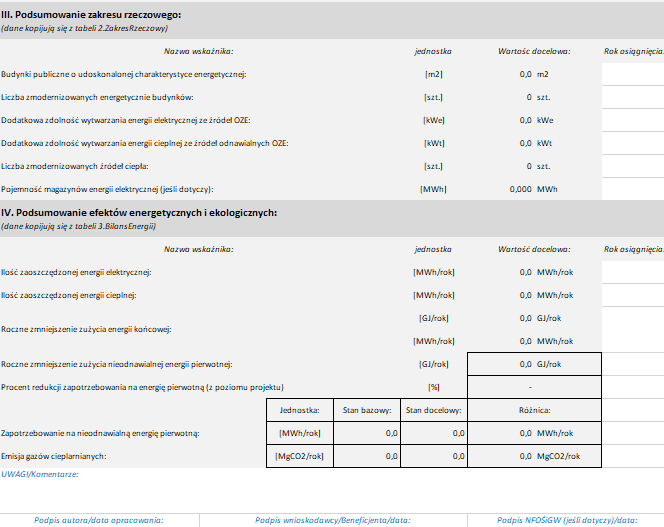 III. Podsumowanie zakresu rzeczowego:
(dane kopijują się z tabeli 2.ZakresRzeczowy)
Nazwa wskaźnika: jednostka Wartość docelowa: Rok osiągnięcia:
Budynki publiczne o udoskonalonej charakterystyce energetycznej: [m2] 0,0 m2
Liczba zmodernizowanych energetycznie budynków: [szt.] 0 szt.
Dodatkowa zdolność wytwarzania energii elektrycznej ze źródeł OZE: [kWe] 0,0 kWe
Dodatkowa zdolność wytwarzania energii cieplnej ze źródeł odnawialnych OZE: [kWt] 0,0 kWt
Liczba zmodernizowanych źródeł ciepła: [szt.] 0 szt.
Pojemność magazynów energii elektrycznej (jeśli dotyczy): [MWh] 0,000 MWh
IV. Podsumowanie efektów energetycznych i ekologicznych:
(dane kopijują się z tabeli 3.BilansEnergii)
Nazwa wskaźnika: jednostka Wartość docelowa: Rok osiągnięcia:
Ilość zaoszczędzonej energii elektrycznej: [MWh/rok] 0,0 MWh/rok
Ilość zaoszczędzonej energii cieplnej: [MWh/rok] 0,0 MWh/rok
[GJ/rok] 0,0 GJ/rok
Roczne zmniejszenie zużycia energii końcowej:
[MWh/rok] 0,0 MWh/rok
Roczne zmniejszenie zużycia nieodnawialnej energii pierwotnej: [GJ/rok] 0,0 GJ/rok
Procent redukcji zapotrzebowania na energię pierwotną (z poziomu projektu) [%] -
Jednostka: Stan bazowy: Stan docelowy: Różnica:
Zapotrzebowanie na nieodnawialną energię pierwotną: [MWh/rok] 0,0 0,0 0,0 MWh/rok
Emisja gazów cieplarnianych: [MgCO2/rok] 0,0 0,0 0,0 MgCO2/rok
UWAGI/Komentarze:
Podpis autora/data opracowania: Podpis wnioskodawcy/Beneficjenta/data: Podpis NFOŚiGW (jeśli dotyczy)/data: